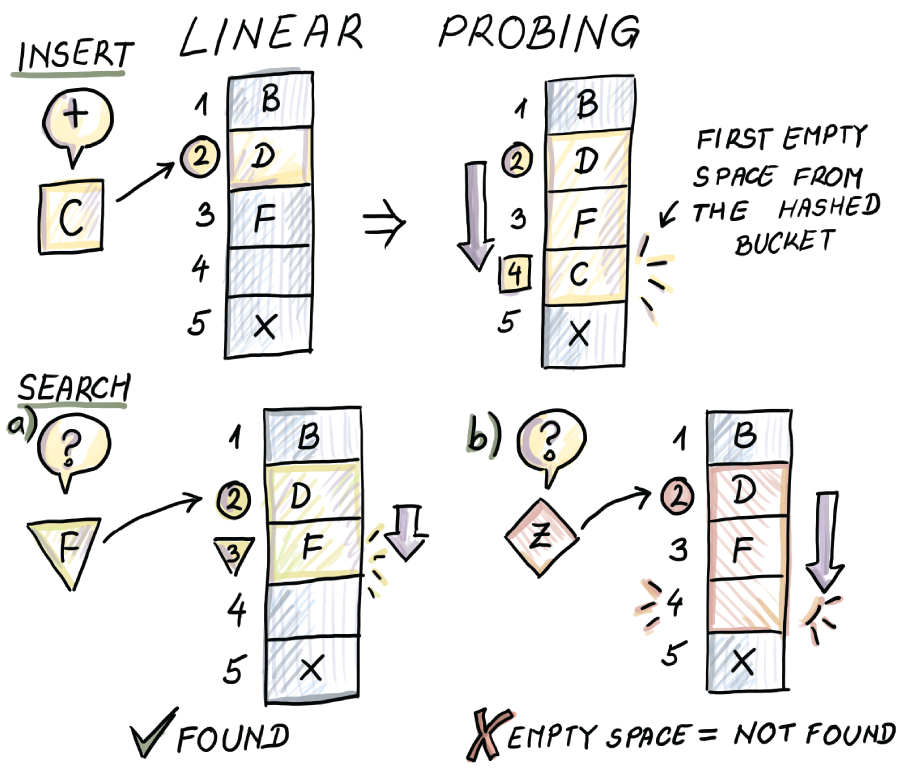 LINEAR PROBING
INSERT
+
C
1 B
2 D
3 F
4
5 X
⇒
1 B
2 D
3 F
4 C
5 X
FIRST EMPTY
SPACE FROM
THE HASHED
BUCKET
SEARCH
a)
?
F
1 B
2 D
3 F
4
5 X
✓ FOUND
b)
?
Z
1 B
2 D
3 F
4
5 X
✗ EMPTY SPACE = NOT FOUND